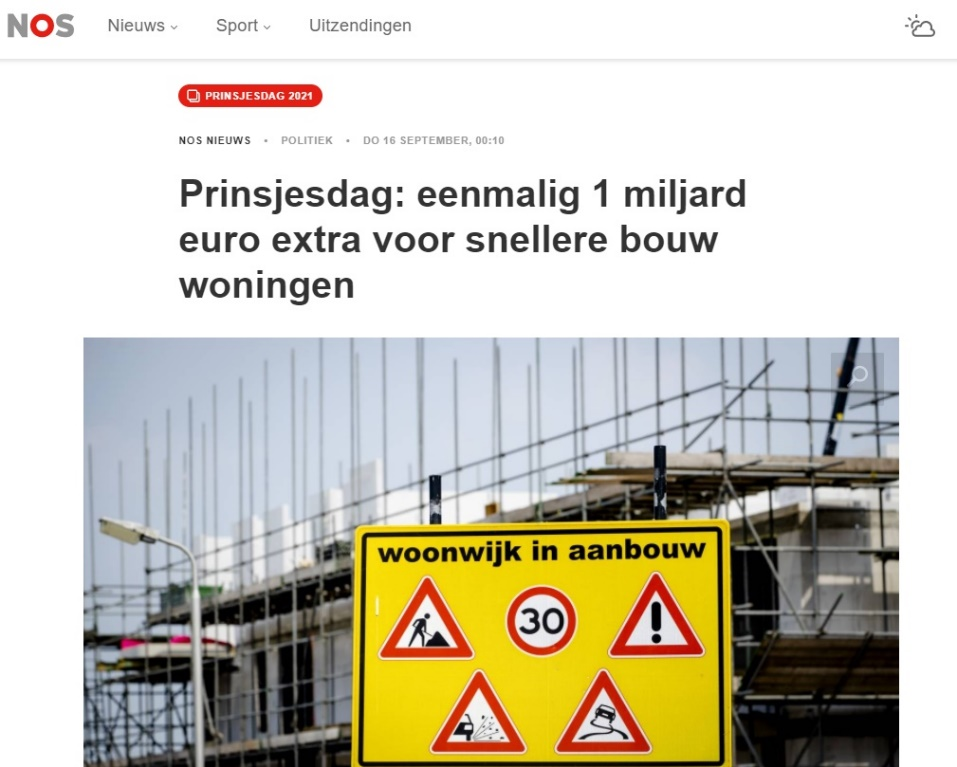 NOS Nieuws Sport Uitzendingen
PRINSJESDAG 2021
NOS NIEUWS • POLITIEK • DO 16 SEPTEMBER, 00:10
Prinsjesdag: eenmalig 1 miljard
euro extra voor snellere bouw
woningen
woonwijk in aanbouw
30